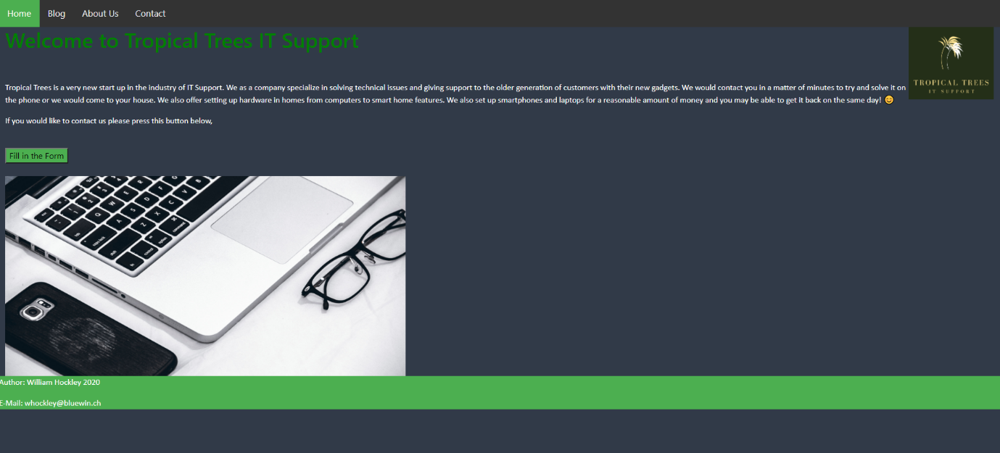 Home Blog About Us Contact
Welcome to Tropical Trees IT Support
TROPICAL TREES
IT SUPPORT
Tropical Trees is a very new start up in the industry of IT Support. We as a company specialize in solving technical issues and giving support to the older generation of customers with their new gadgets. We would contact you in a matter of minutes to try and solve it on
the phone or we would come to your house. We also offer setting up hardware in homes from computers to smart home features. We also set up smartphones and laptops for a reasonable amount of money and you may be able to get it back on the same day! 😊
If you would like to contact us please press this button below,
Fill in the Form
Author: William Hockley 2020
E-Mail: whockley@bluewin.ch